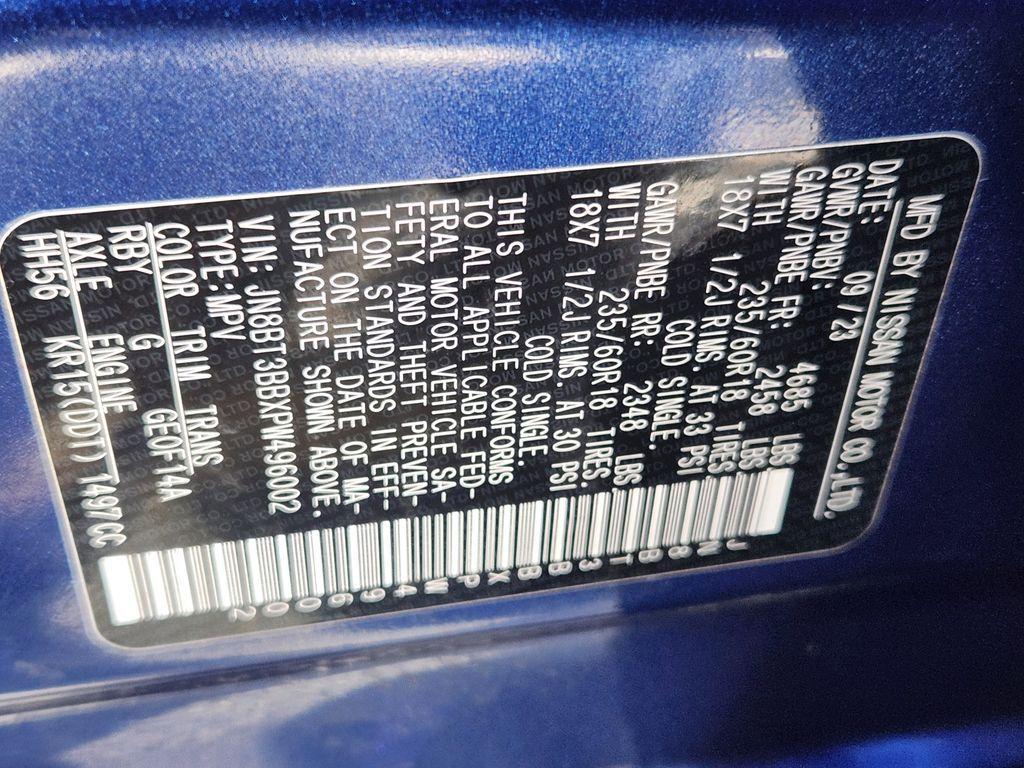 MFD BY NISSAN MOTOR CO.,LTD.
DATE: 09/23
GVWR/PNBV: 4685 LBS
GAWR/PNBE FR: 2458 LBS
WITH 235/60R18 TIRES
18X7 1/2J RIMS. AT 33 PSI
COLD SINGLE.
GAWR/PNBE RR: 2348 LBS
WITH 235/60R18 TIRES.
18X7 1/2J RIMS. AT 30 PSI
COLD SINGLE.
THIS VEHICLE CONFORMS
TO ALL APPLICABLE FED-
ERAL MOTOR VEHICLE SA-
FETY AND THEFT PREVEN-
TION STANDARDS IN EFF-
ECT ON THE DATE OF MA-
NUFACTURE SHOWN ABOVE.
VIN: JN8BT3BBXPW496002
TYPE: MPV
COLOR TRIM TRANS
RBY G GE0F14A
AXLE ENGINE
HH56 KR15(DDT) 1497CC
JN8BT3BBXPW496002